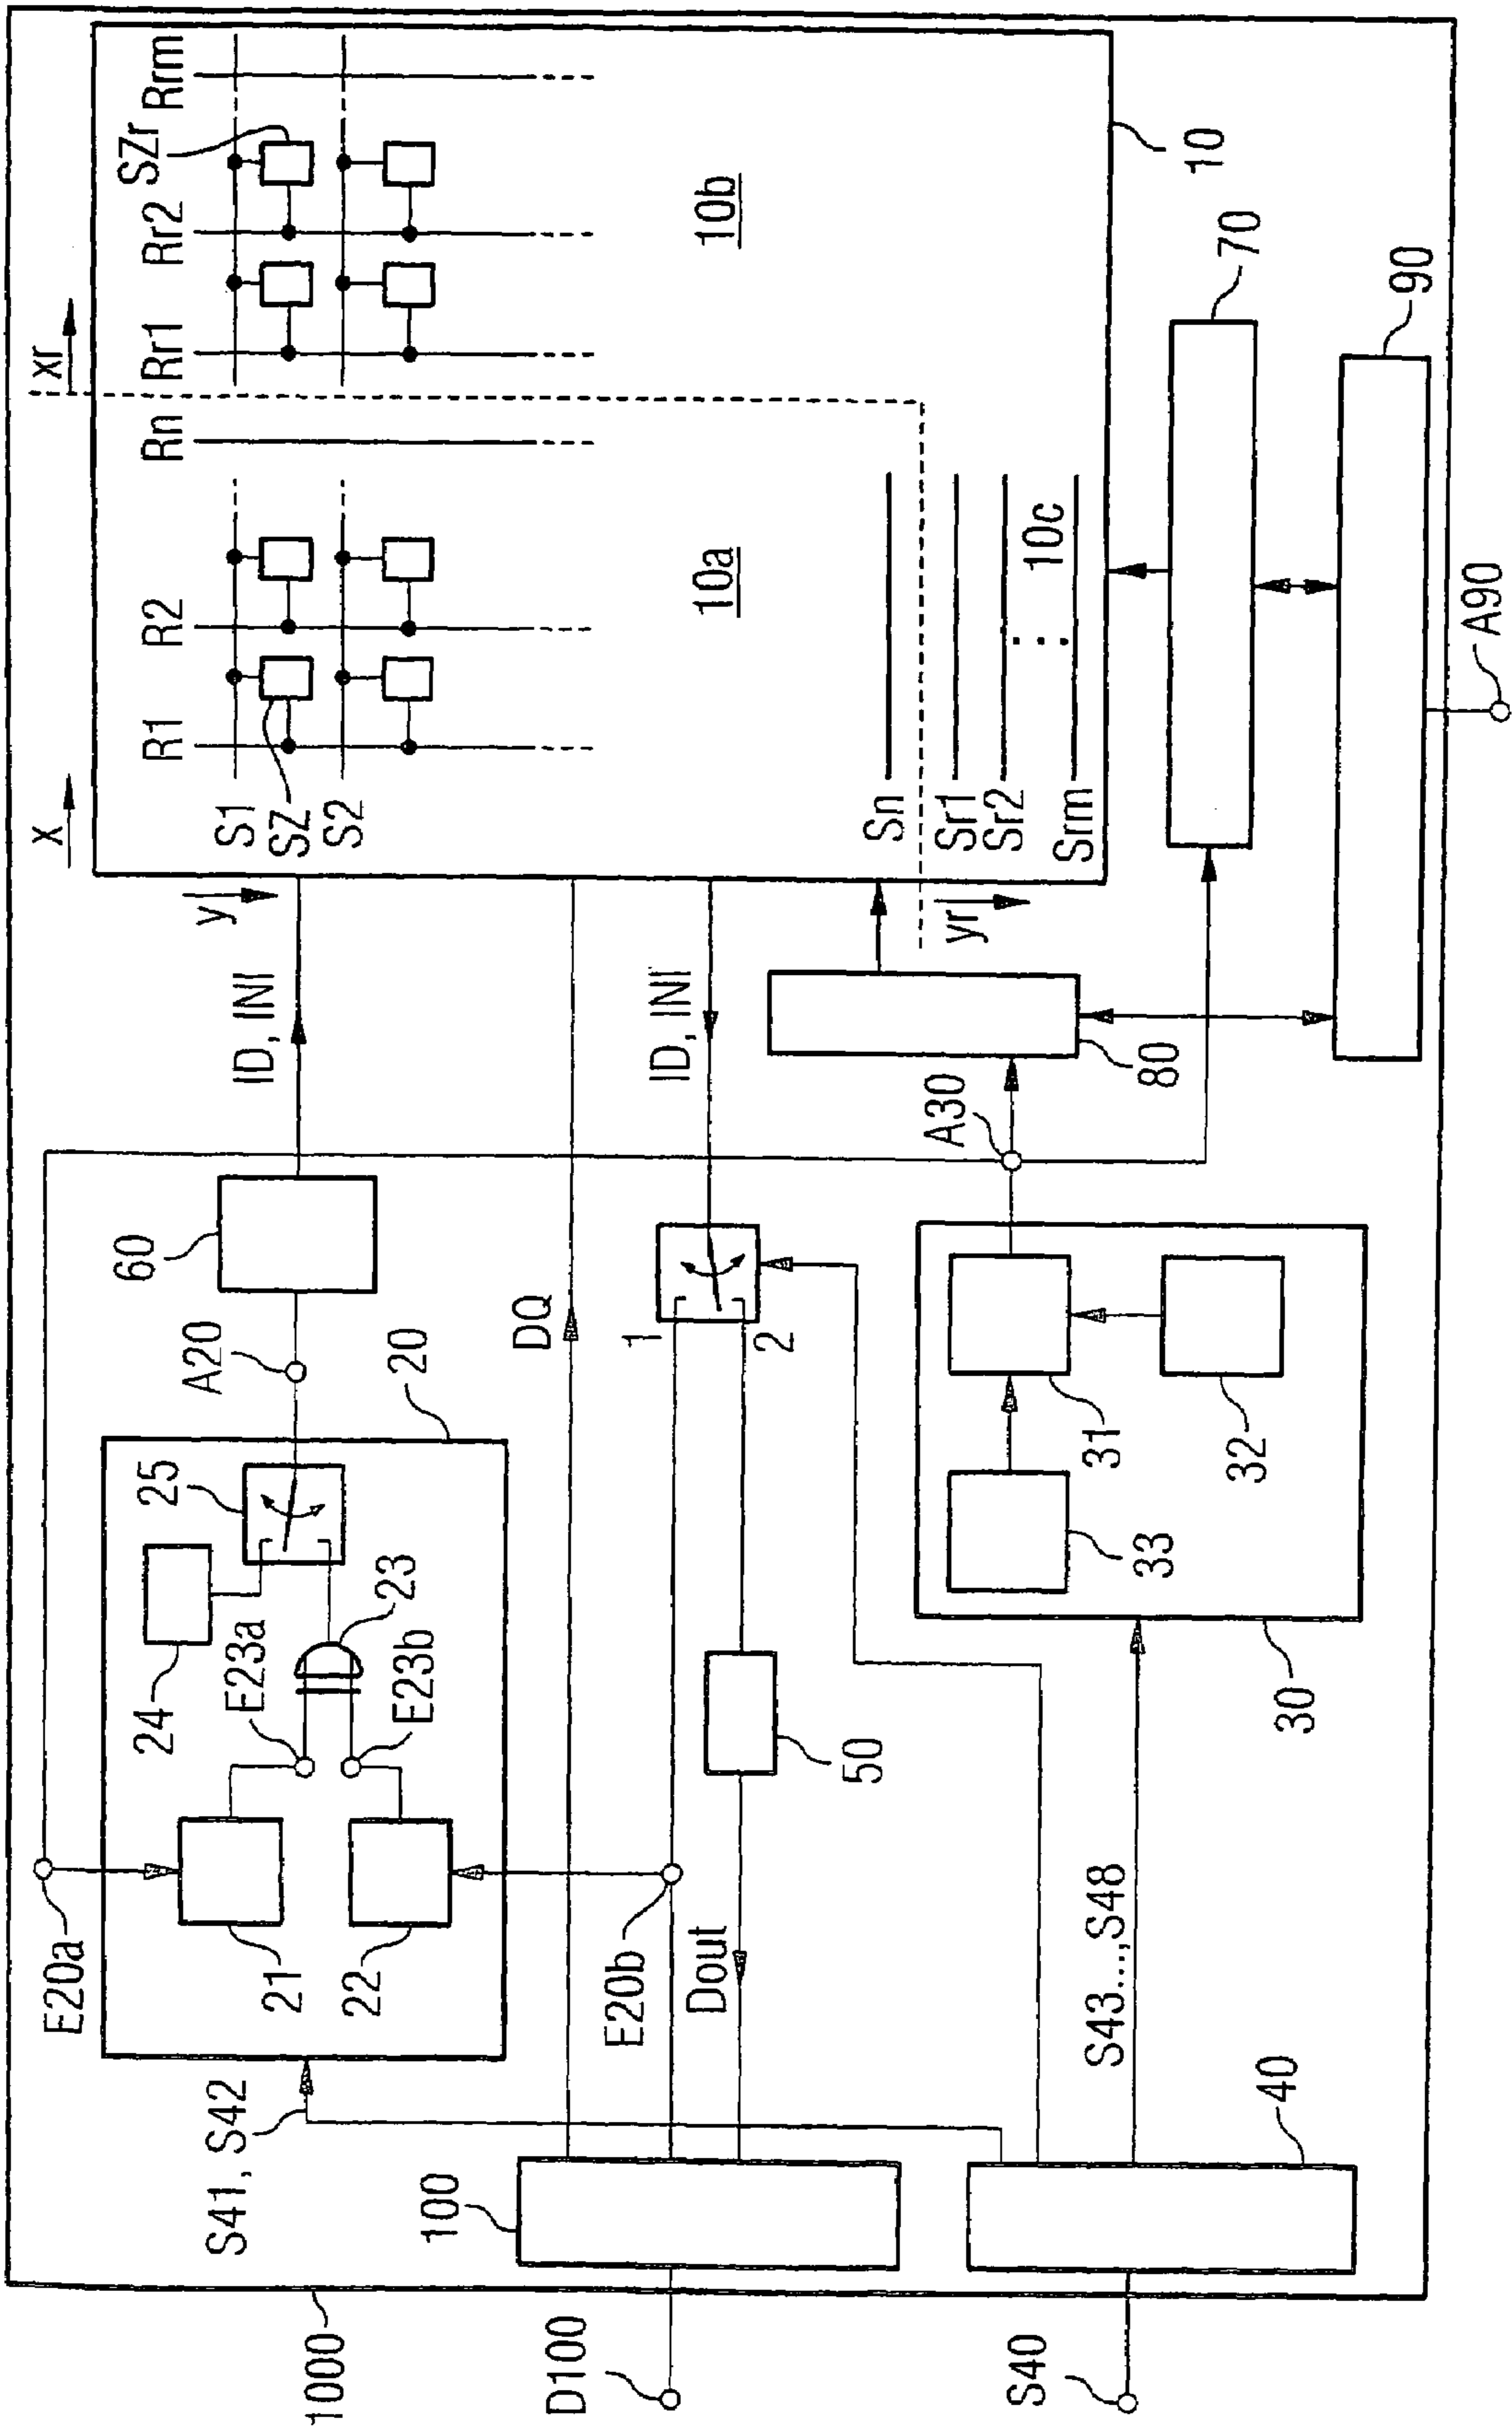 1000
S41, S42
E20a
21
22
E23a
E23b
23
24
25
20
A20
60
ID, INI
X
y
xr
R1
R2
Rn
Rr1
Rr2
Rrm
S1
SZ
S2
SZr
10a
10b
Sn
Sr1
Sr2
Srm
10c
yr
10
DQ
ID, INI
1
2
E20b
Dout
50
100
D100
A30
80
70
90
A90
31
32
33
30
S43...,S48
40
S40